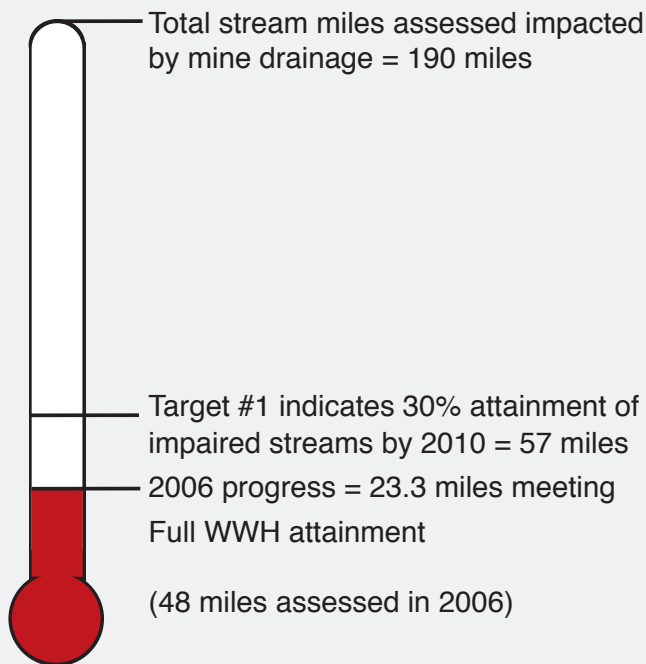 Total stream miles assessed impacted
by mine drainage = 190 miles
Target #1 indicates 30% attainment of
impaired streams by 2010 = 57 miles
2006 progress = 23.3 miles meeting
Full WWH attainment
(48 miles assessed in 2006)